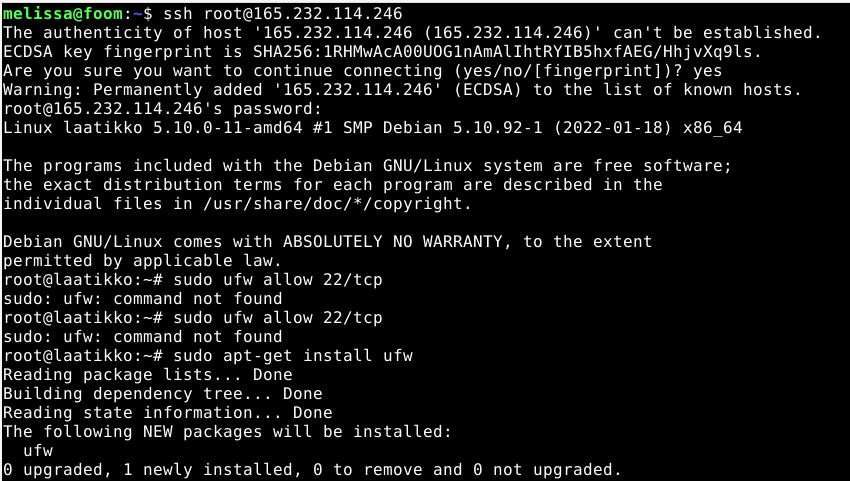 melissa@foom:~$ ssh root@165.232.114.246
The authenticity of host '165.232.114.246 (165.232.114.246)' can't be established.
ECDSA key fingerprint is SHA256:1RHMwAcA00UOG1nAmAlIhtRYIB5hxfAEG/HhjvXq9ls.
Are you sure you want to continue connecting (yes/no/[fingerprint])? yes
Warning: Permanently added '165.232.114.246' (ECDSA) to the list of known hosts.
root@165.232.114.246's password:
Linux laatikko 5.10.0-11-amd64 #1 SMP Debian 5.10.92-1 (2022-01-18) x86_64

The programs included with the Debian GNU/Linux system are free software;
the exact distribution terms for each program are described in the
individual files in /usr/share/doc/*/copyright.

Debian GNU/Linux comes with ABSOLUTELY NO WARRANTY, to the extent
permitted by applicable law.
root@laatikko:~# sudo ufw allow 22/tcp
sudo: ufw: command not found
root@laatikko:~# sudo ufw allow 22/tcp
sudo: ufw: command not found
root@laatikko:~# sudo apt-get install ufw
Reading package lists... Done
Building dependency tree... Done
Reading state information... Done
The following NEW packages will be installed:
  ufw
0 upgraded, 1 newly installed, 0 to remove and 0 not upgraded.